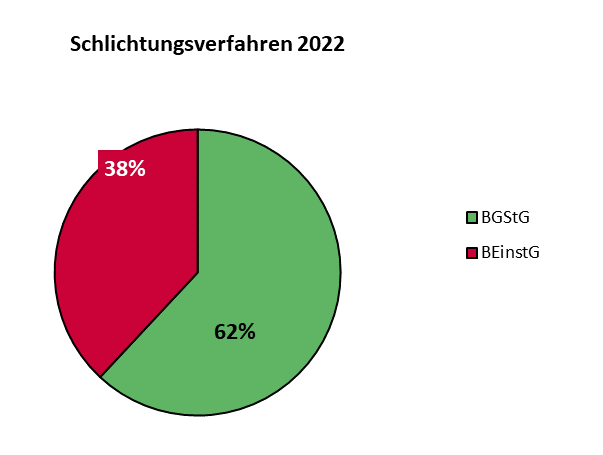 Schlichtungsverfahren 2022
38%
BGStG
BEinstG
62%